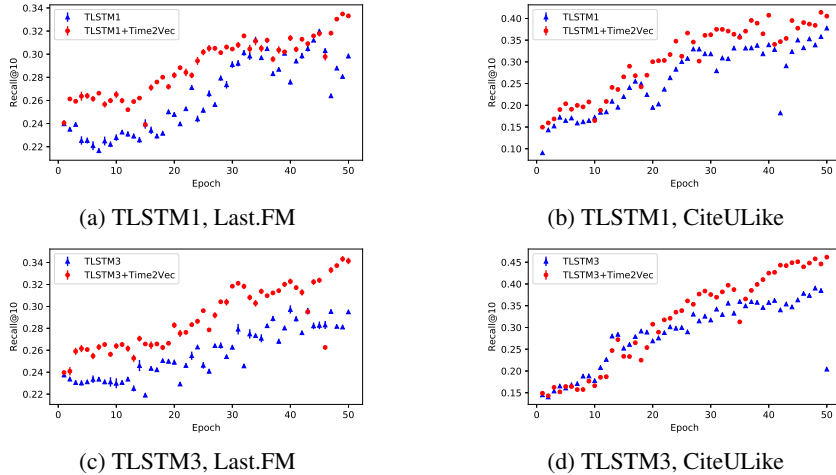 0.34
0.32
0.30
0.28
0.26
0.24
0.22
Recall@10
TLSTM1
TLSTM1+Time2Vec
0 10 20 30 40 50
Epoch
(a) TLSTM1, Last.FM
0.40
0.35
0.30
0.25
0.20
0.15
0.10
Recall@10
TLSTM1
TLSTM1+Time2Vec
0 10 20 30 40 50
Epoch
(b) TLSTM1, CiteULike
0.34
0.32
0.30
0.28
0.26
0.24
0.22
Recall@10
TLSTM3
TLSTM3+Time2Vec
0 10 20 30 40 50
Epoch
(c) TLSTM3, Last.FM
0.45
0.40
0.35
0.30
0.25
0.20
0.15
Recall@10
TLSTM3
TLSTM3+Time2Vec
0 10 20 30 40 50
Epoch
(d) TLSTM3, CiteULike